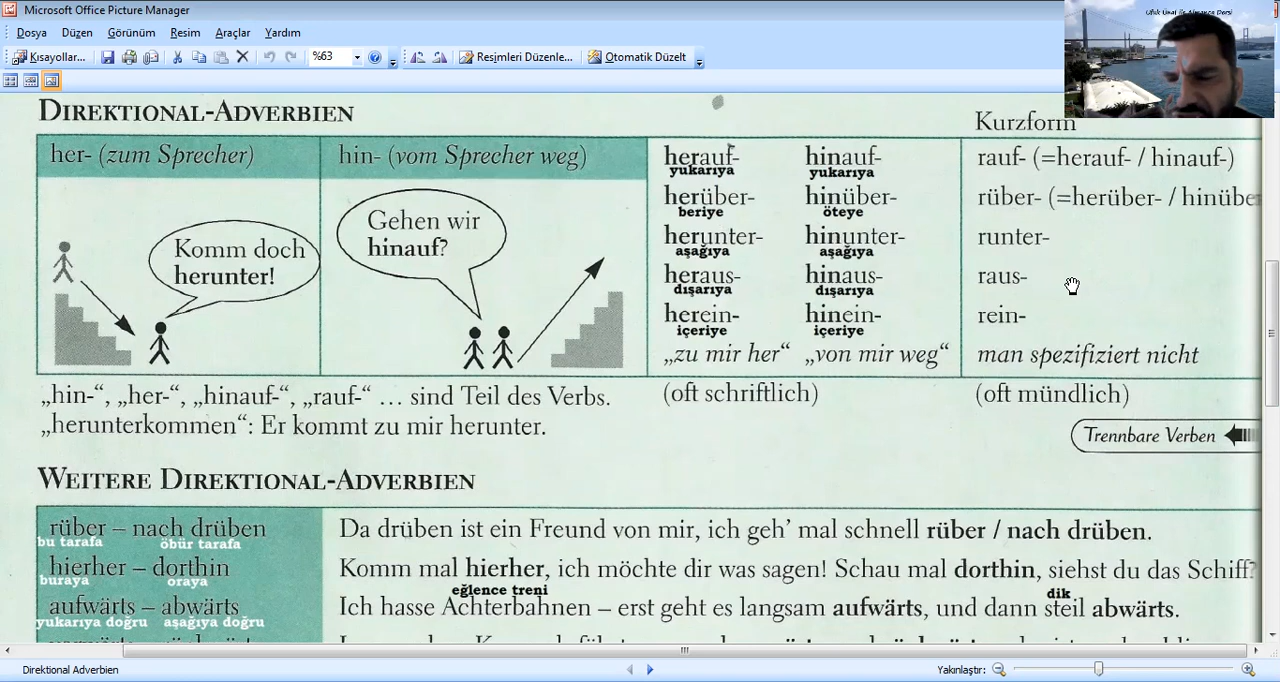 Microsoft Office Picture Manager
Ufuk Ünal ile Almanca Dersi
Dosya Düzen Görünüm Resim Araçlar Yardım
Kısayollar... %63 Resimleri Düzenle... Otomatik Düzelt
DIREKTIONAL-ADVERBIEN
Kurzform
her- (zum Sprecher) hin- (vom Sprecher weg)
Komm doch
herunter!
Gehen wir
hinauf?
herauf- hinauf- rauf- (=herauf- / hinauf-)
yukarıya yukarıya
herüber- hinüber- rüber- (=herüber- / hinübe
beriye öteye
herunter- hinunter- runter-
aşağıya aşağıya
heraus- hinaus- raus-
dışarıya dışarıya
herein- hinein- rein-
içeriye içeriye
„zu mir her“ „von mir weg“ man spezifiziert nicht
(oft schriftlich) (oft mündlich)
„hin-“, „her-“, „hinauf-“, „rauf-“ … sind Teil des Verbs.
„herunterkommen“: Er kommt zu mir herunter.
Trennbare Verben
WEITERE DIREKTIONAL-ADVERBIEN
rüber – nach drüben Da drüben ist ein Freund von mir, ich geh’ mal schnell rüber / nach drüben.
bu tarafa öbür tarafa
hierher – dorthin Komm mal hierher, ich möchte dir was sagen! Schau mal dorthin, siehst du das Schiff?
buraya oraya eğlence treni dik
aufwärts – abwärts Ich hasse Achterbahnen – erst geht es langsam aufwärts, und dann steil abwärts.
yukarıya doğru aşağıya doğru
Direktional Adverbien Yakınlaştır: